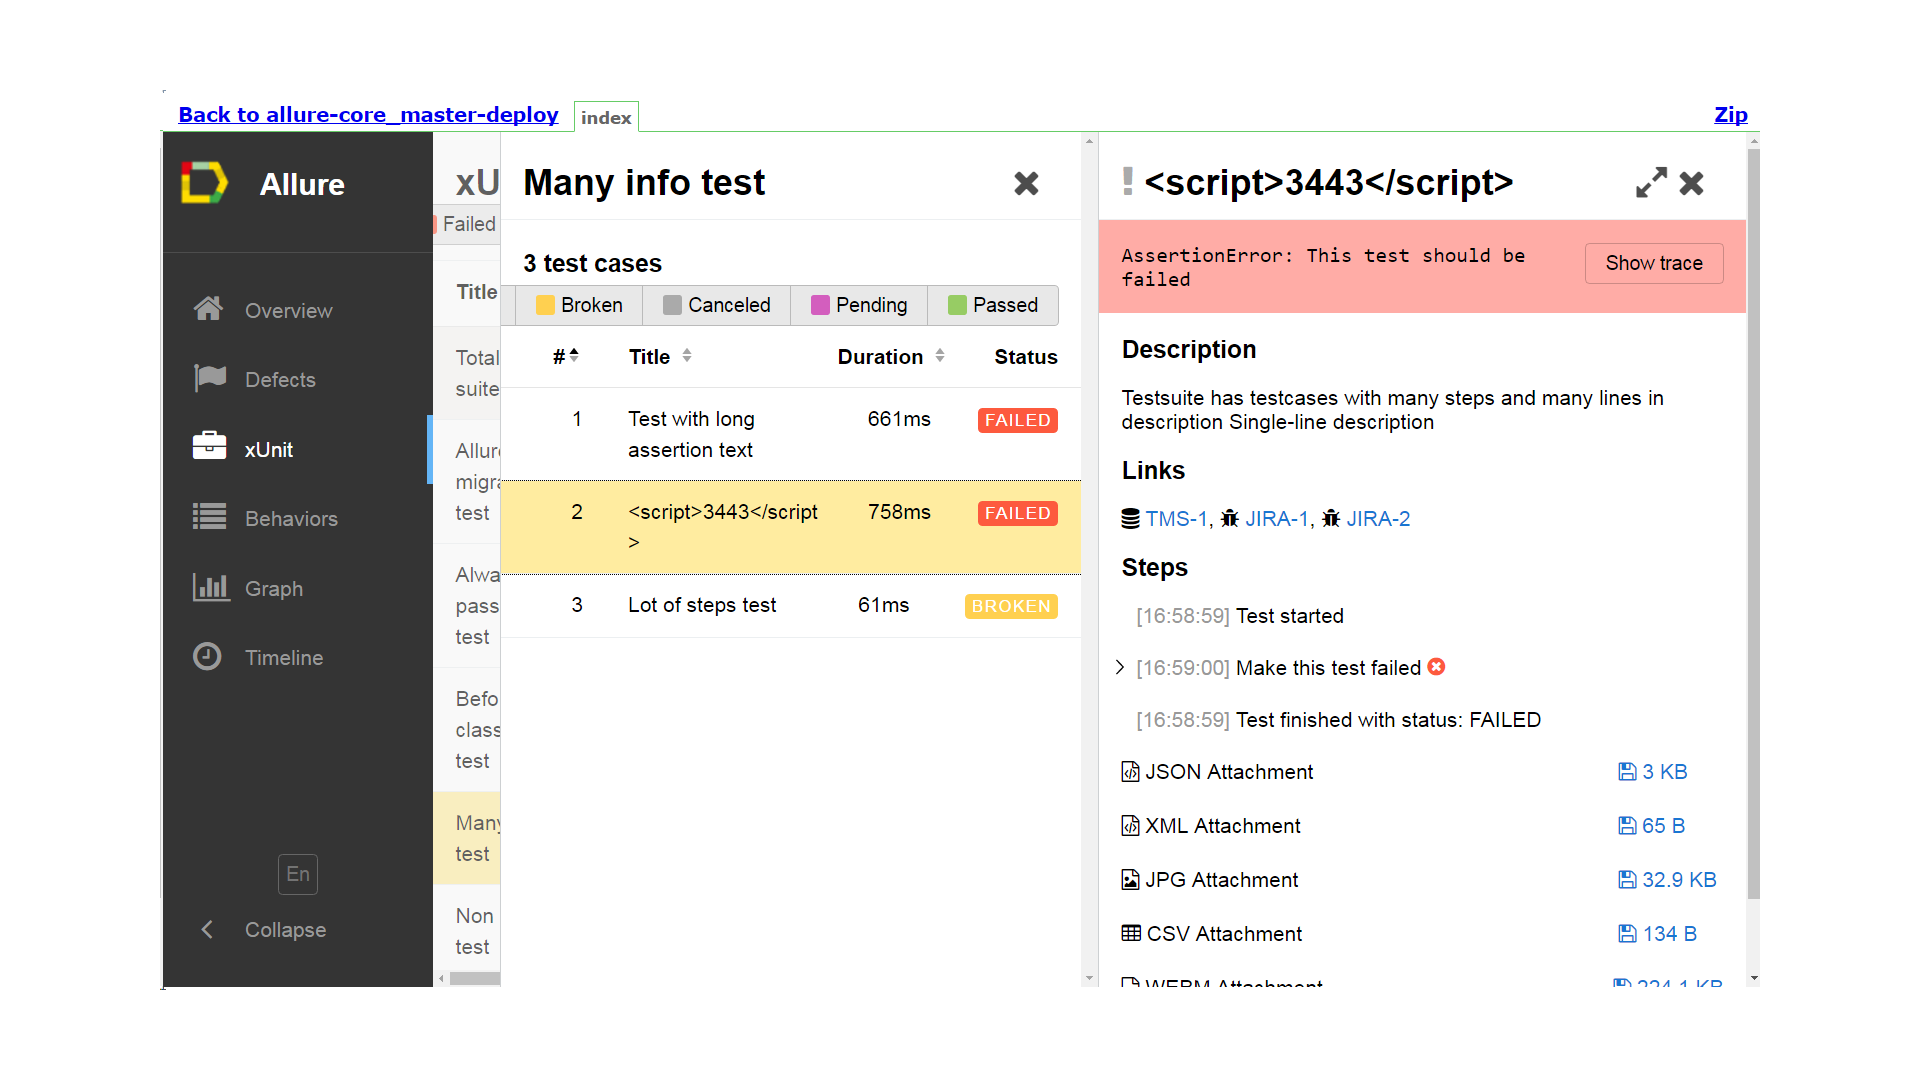 Back to allure-core_master-deploy
index
Zip
Allure
Overview
Defects
xUnit
Behaviors
Graph
Timeline
En
Collapse
xU
Failed
Title
Total
suite
test
pass
test
class
test
Many
test
Non
test
Many info test
3 test cases
Broken Canceled Pending Passed
# Title Duration Status
1 Test with long 661ms FAILED
assertion text
2 <script>3443</script 758ms FAILED
>
3 Lot of steps test 61ms BROKEN
! <script>3443</script>
AssertionError: This test should be
failed
Show trace
Description
Testsuite has testcases with many steps and many lines in
description Single-line description
Links
TMS-1, JIRA-1, JIRA-2
Steps
[16:58:59] Test started
[16:59:00] Make this test failed
[16:58:59] Test finished with status: FAILED
JSON Attachment 3 KB
XML Attachment 65 B
JPG Attachment 32.9 KB
CSV Attachment 134 B
WEBM Attachment 224.1 KB